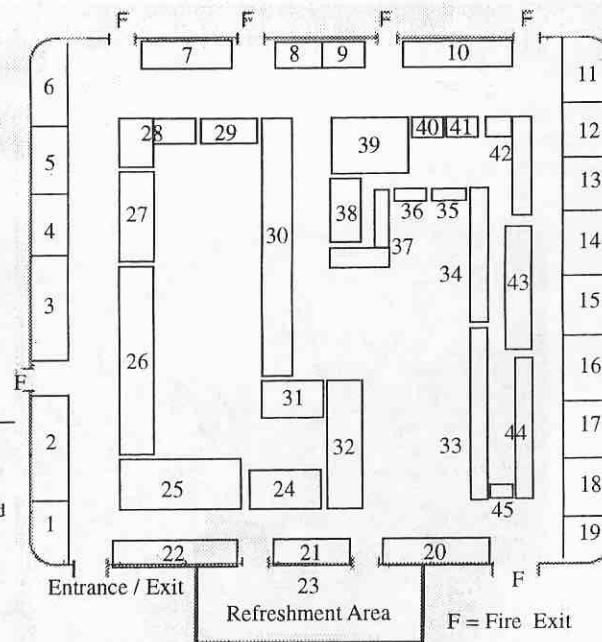 F F F F
7 8 9 10
6 11
28 29 40 41 12
5 39 42
27 38 36 35 13
4 30 37 34 14
3 43 15
26 16
F
31
2 32 33 44 17
25 24 45 18
1 19
22 21 20
Entrance / Exit 23 F
Refreshment Area F = Fire Exit
d